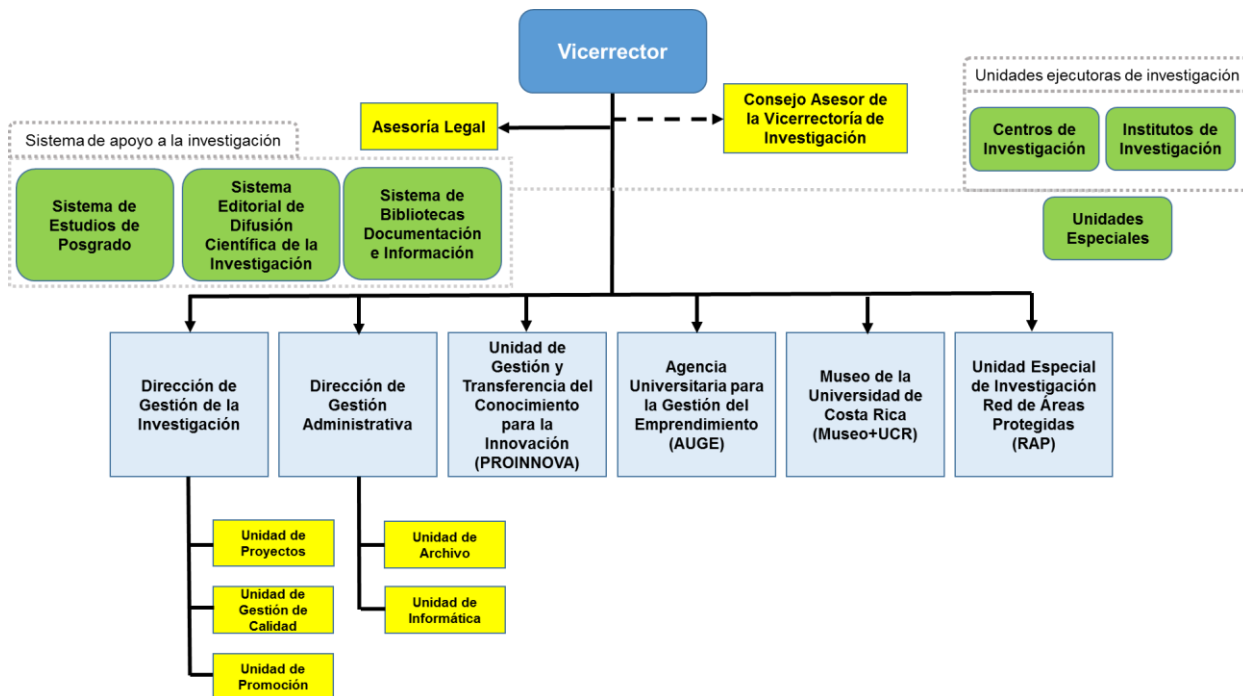 Vicerrector
Unidades ejecutoras de investigación
Centros de
Investigación
Institutos de
Investigación
Unidades
Especiales
Asesoría Legal
Consejo Asesor de
la Vicerrectoría de
Investigación
Sistema de apoyo a la investigación
Sistema de
Estudios de
Posgrado
Sistema
Editorial de
Difusión
Científica de la
Investigación
Sistema de
Bibliotecas
Documentación
e Información
Dirección de
Gestión de la
Investigación
Dirección de
Gestión
Administrativa
Unidad de
Gestión y
Transferencia del
Conocimiento
para la
Innovación
(PROINNOVA)
Agencia
Universitaria para
la Gestión del
Emprendimiento
(AUGE)
Museo de la
Universidad de
Costa Rica
(Museo+UCR)
Unidad Especial
de Investigación
Red de Áreas
Protegidas
(RAP)
Unidad de
Proyectos
Unidad de
Gestión de
Calidad
Unidad de
Promoción
Unidad de
Archivo
Unidad de
Informática